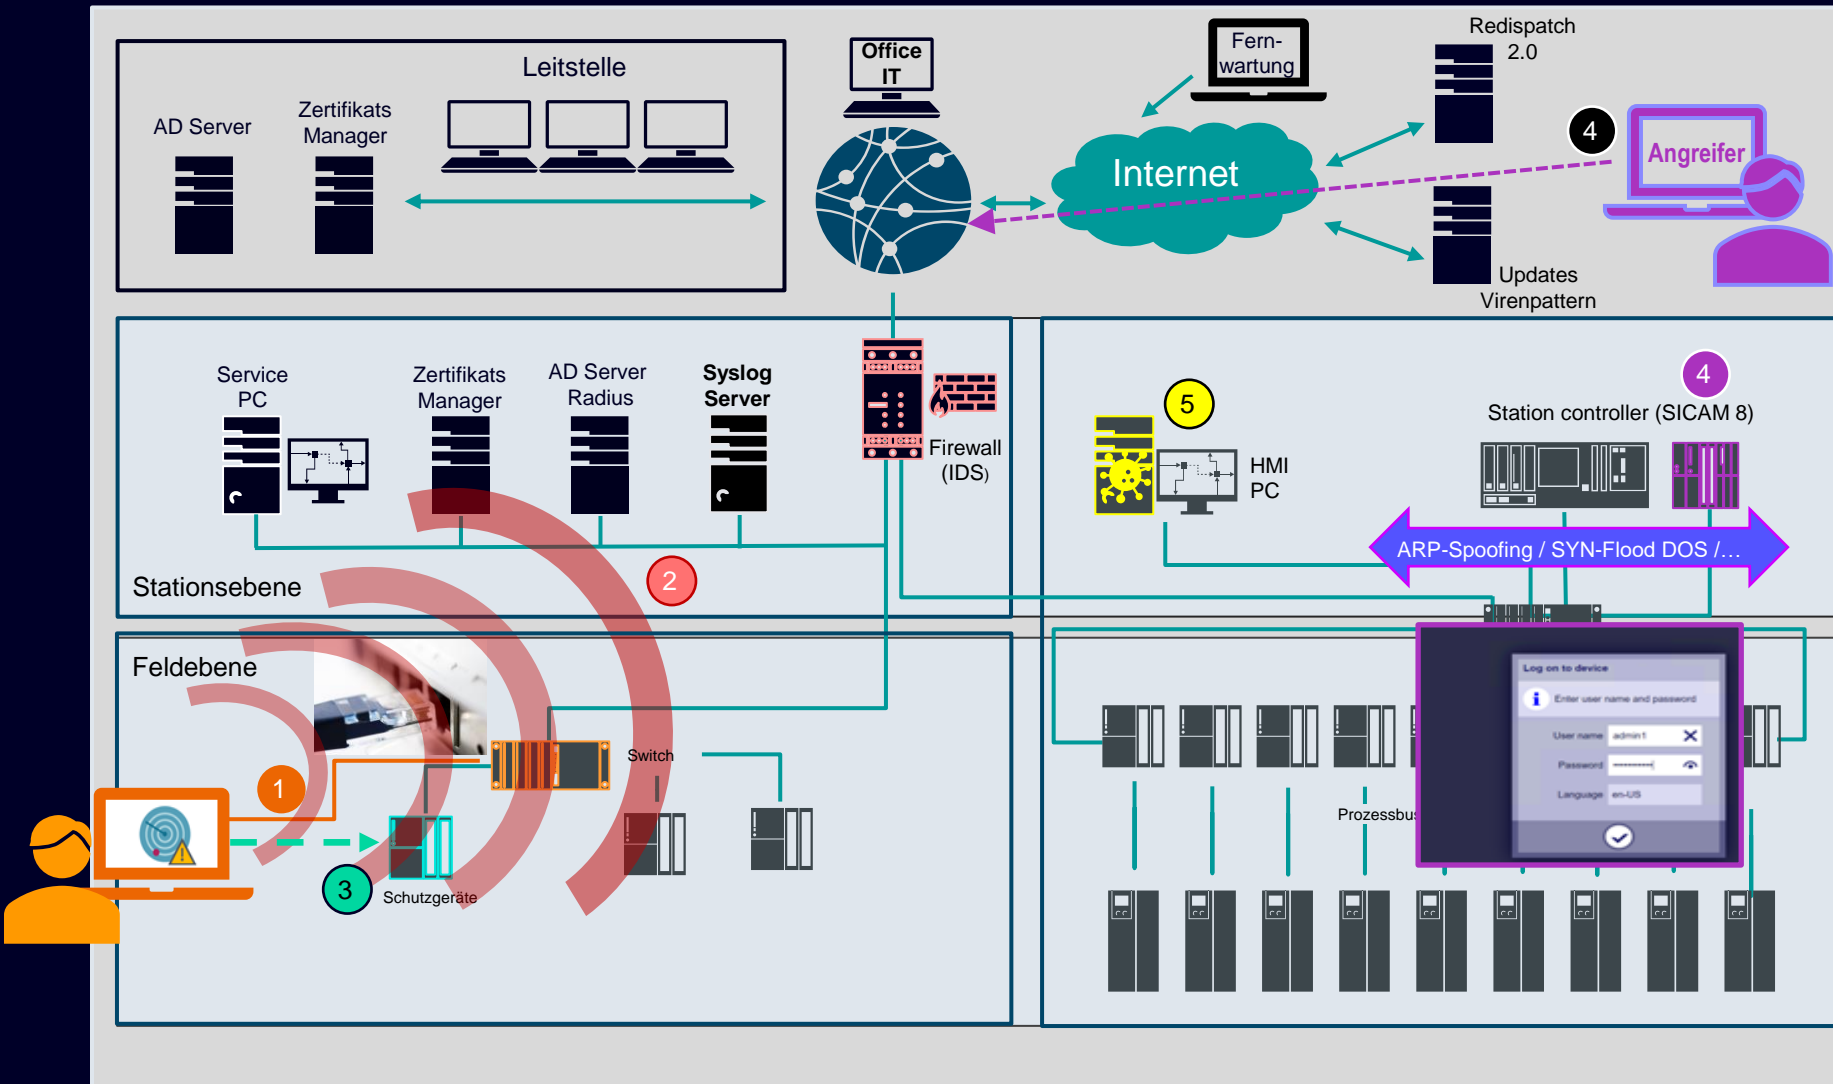 Leitstelle
AD Server
Zertifikats
Manager
Office
IT
Fern-
wartung
Redispatch
2.0
Internet
4
Angreifer
Updates
Virenpattern
Service
PC
Zertifikats
Manager
AD Server
Radius
Syslog
Server
Firewall
(IDS)
Stationsebene
2
5
HMI
PC
4
Station controller (SICAM 8)
ARP-Spoofing / SYN-Flood DOS /…
Feldebene
1
Switch
3
Schutzgeräte
Prozessbus
Log on to device
i
Enter user name and password
User name
admin1
Password
Language
en-US